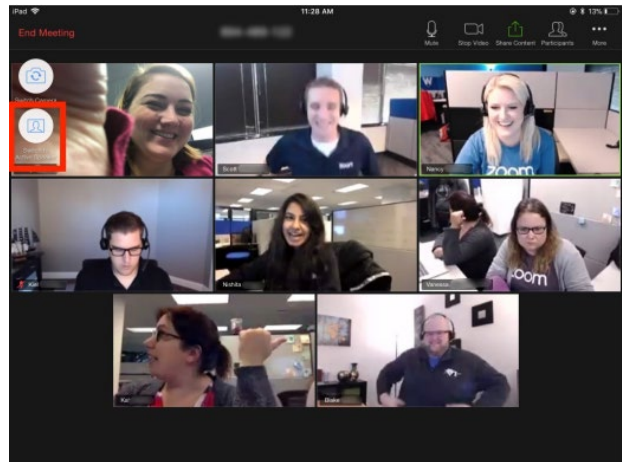 iPad 11:28 AM 13%
End Meeting
Mute Stop Video Share Content Participants More
Switch Camera
Scott
Nancy
zoom
Nishita
Vanessa
zoom
Kat
Blake